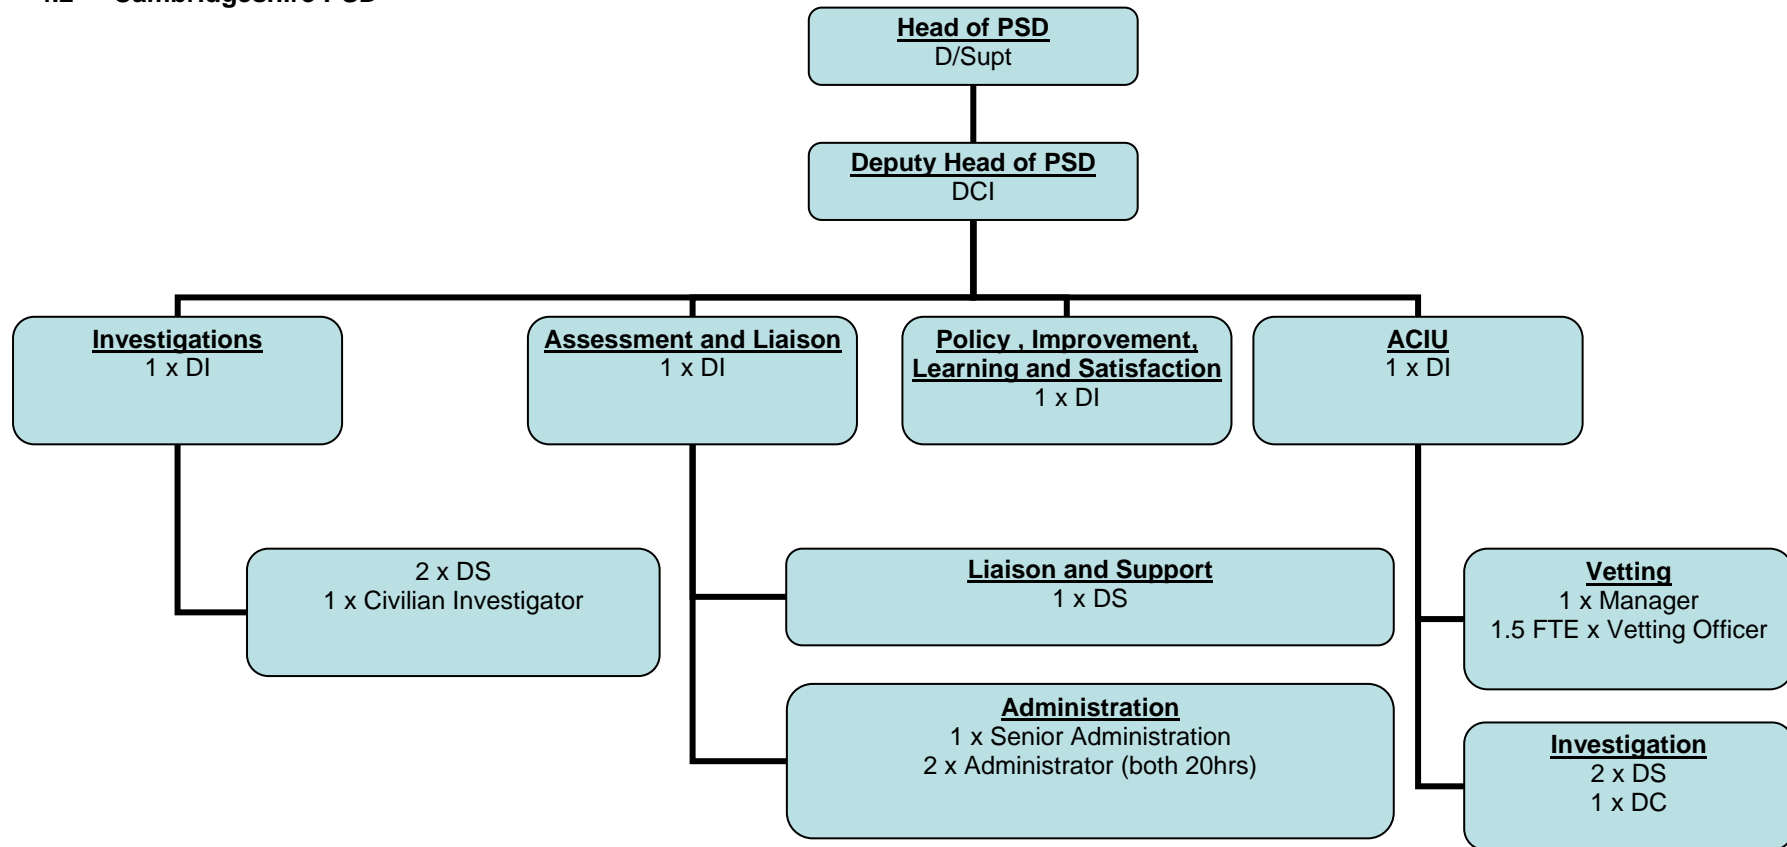 Head of PSD
D/Supt
Deputy Head of PSD
DCI
Investigations
1 x DI
Assessment and Liaison
1 x DI
Policy , Improvement,
Learning and Satisfaction
1 x DI
ACIU
1 x DI
2 x DS
1 x Civilian Investigator
Liaison and Support
1 x DS
Administration
1 x Senior Administration
2 x Administrator (both 20hrs)
Vetting
1 x Manager
1.5 FTE x Vetting Officer
Investigation
2 x DS
1 x DC